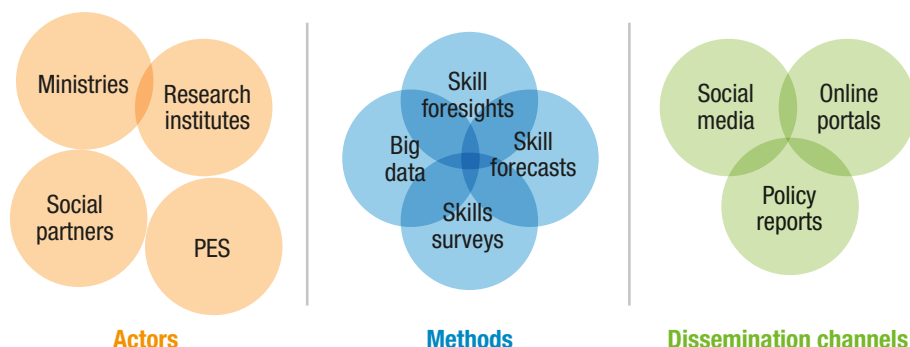 Ministries
Research
institutes
Social
partners
PES
Actors
Skill
foresights
Big
data
Skill
forecasts
Skills
surveys
Methods
Social
media
Online
portals
Policy
reports
Dissemination channels